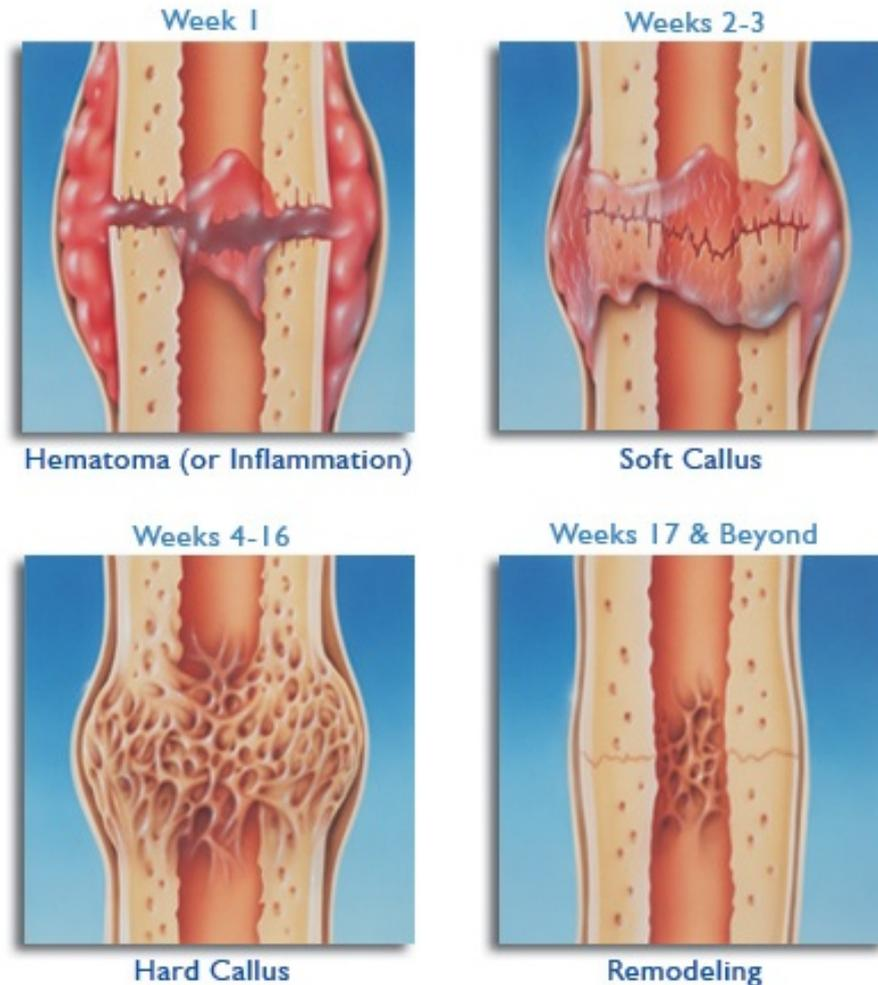 Week 1
Weeks 2-3
Hematoma (or Inflammation)
Soft Callus
Weeks 4-16
Weeks 17 & Beyond
Hard Callus
Remodeling